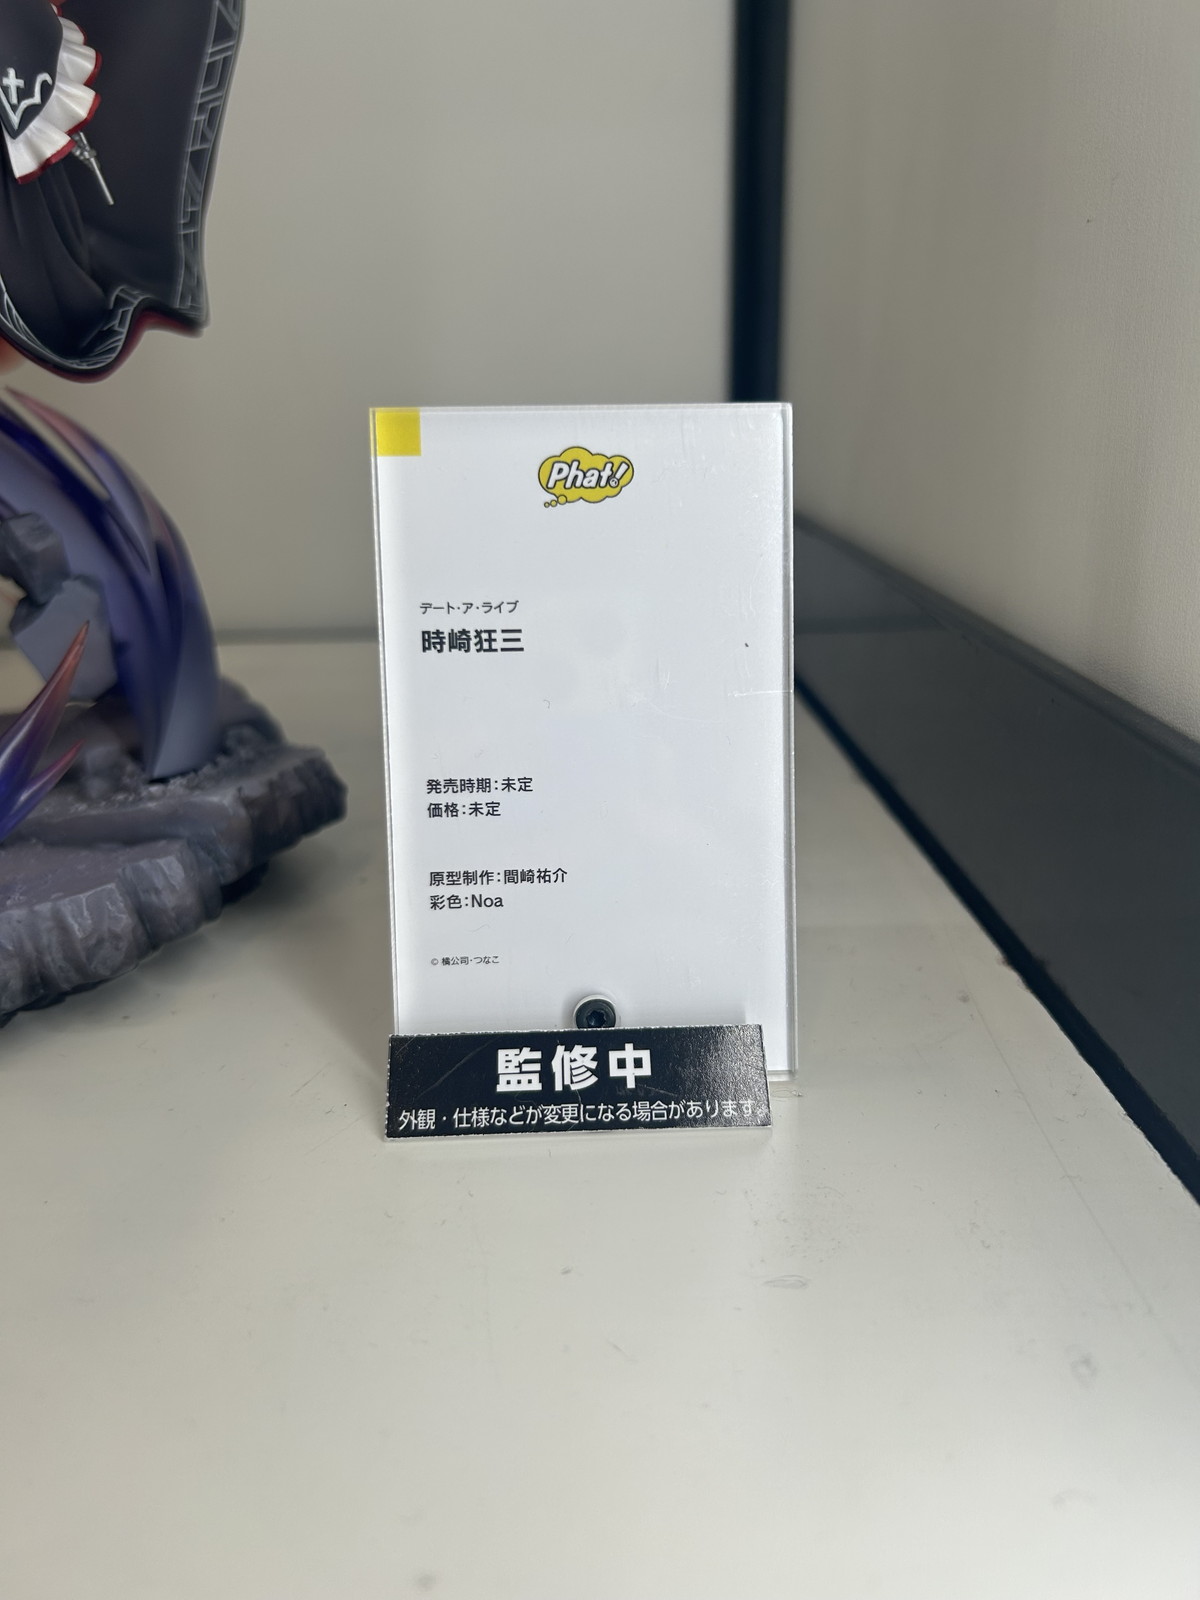 Phat!
デート・ア・ライブ
時崎狂三
発売時期：未定
価格：未定
原型制作：間崎祐介
彩色：Noa
© 橘公司・つなこ
監修中
外観・仕様などが変更になる場合があります。